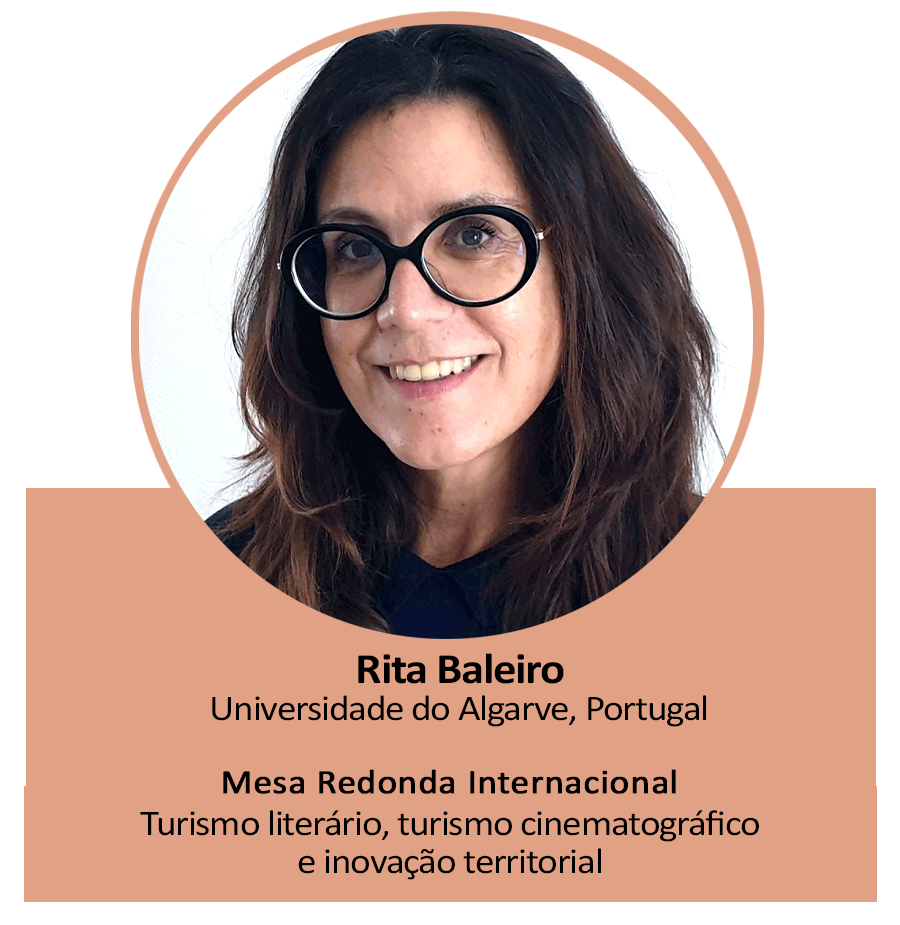 Rita Baleiro
Universidade do Algarve, Portugal
Mesa Redonda Internacional
Turismo literário, turismo cinematográfico
e inovação territorial